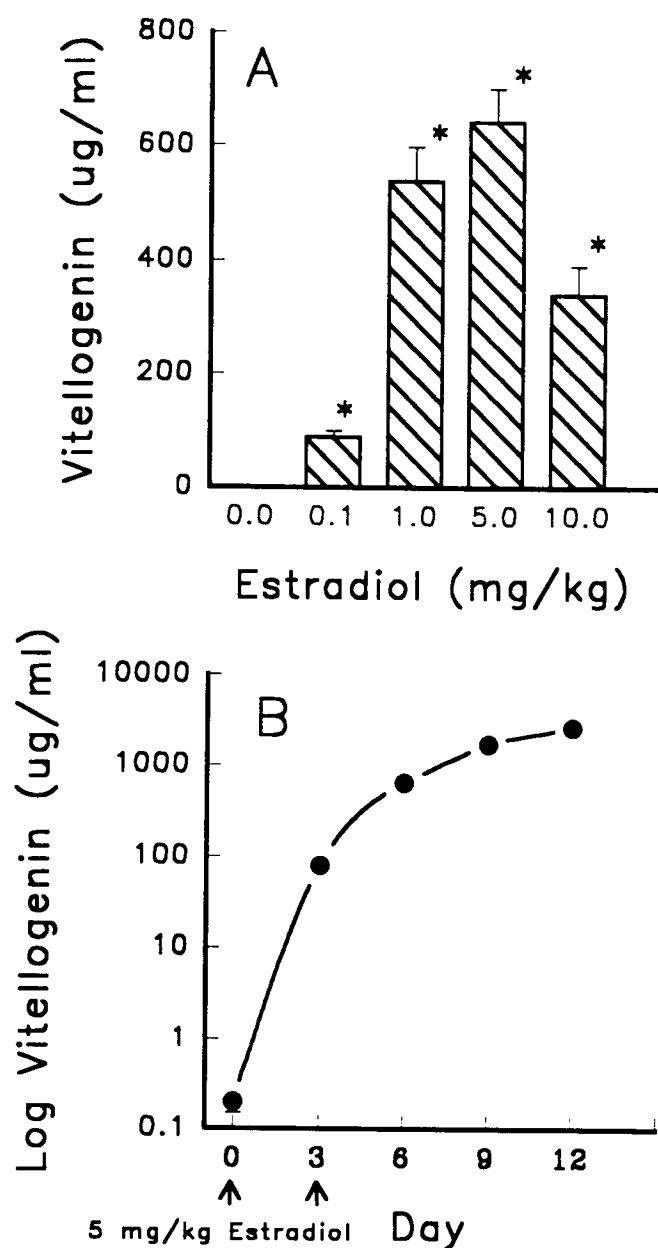 A
Vitellogenin (ug/ml)
800
600
400
200
0
*
*
*
*
0.0 0.1 1.0 5.0 10.0
Estradiol (mg/kg)
B
Log Vitellogenin (ug/ml)
10000
1000
100
10
1
0.1
0 3 6 9 12
5 mg/kg Estradiol Day